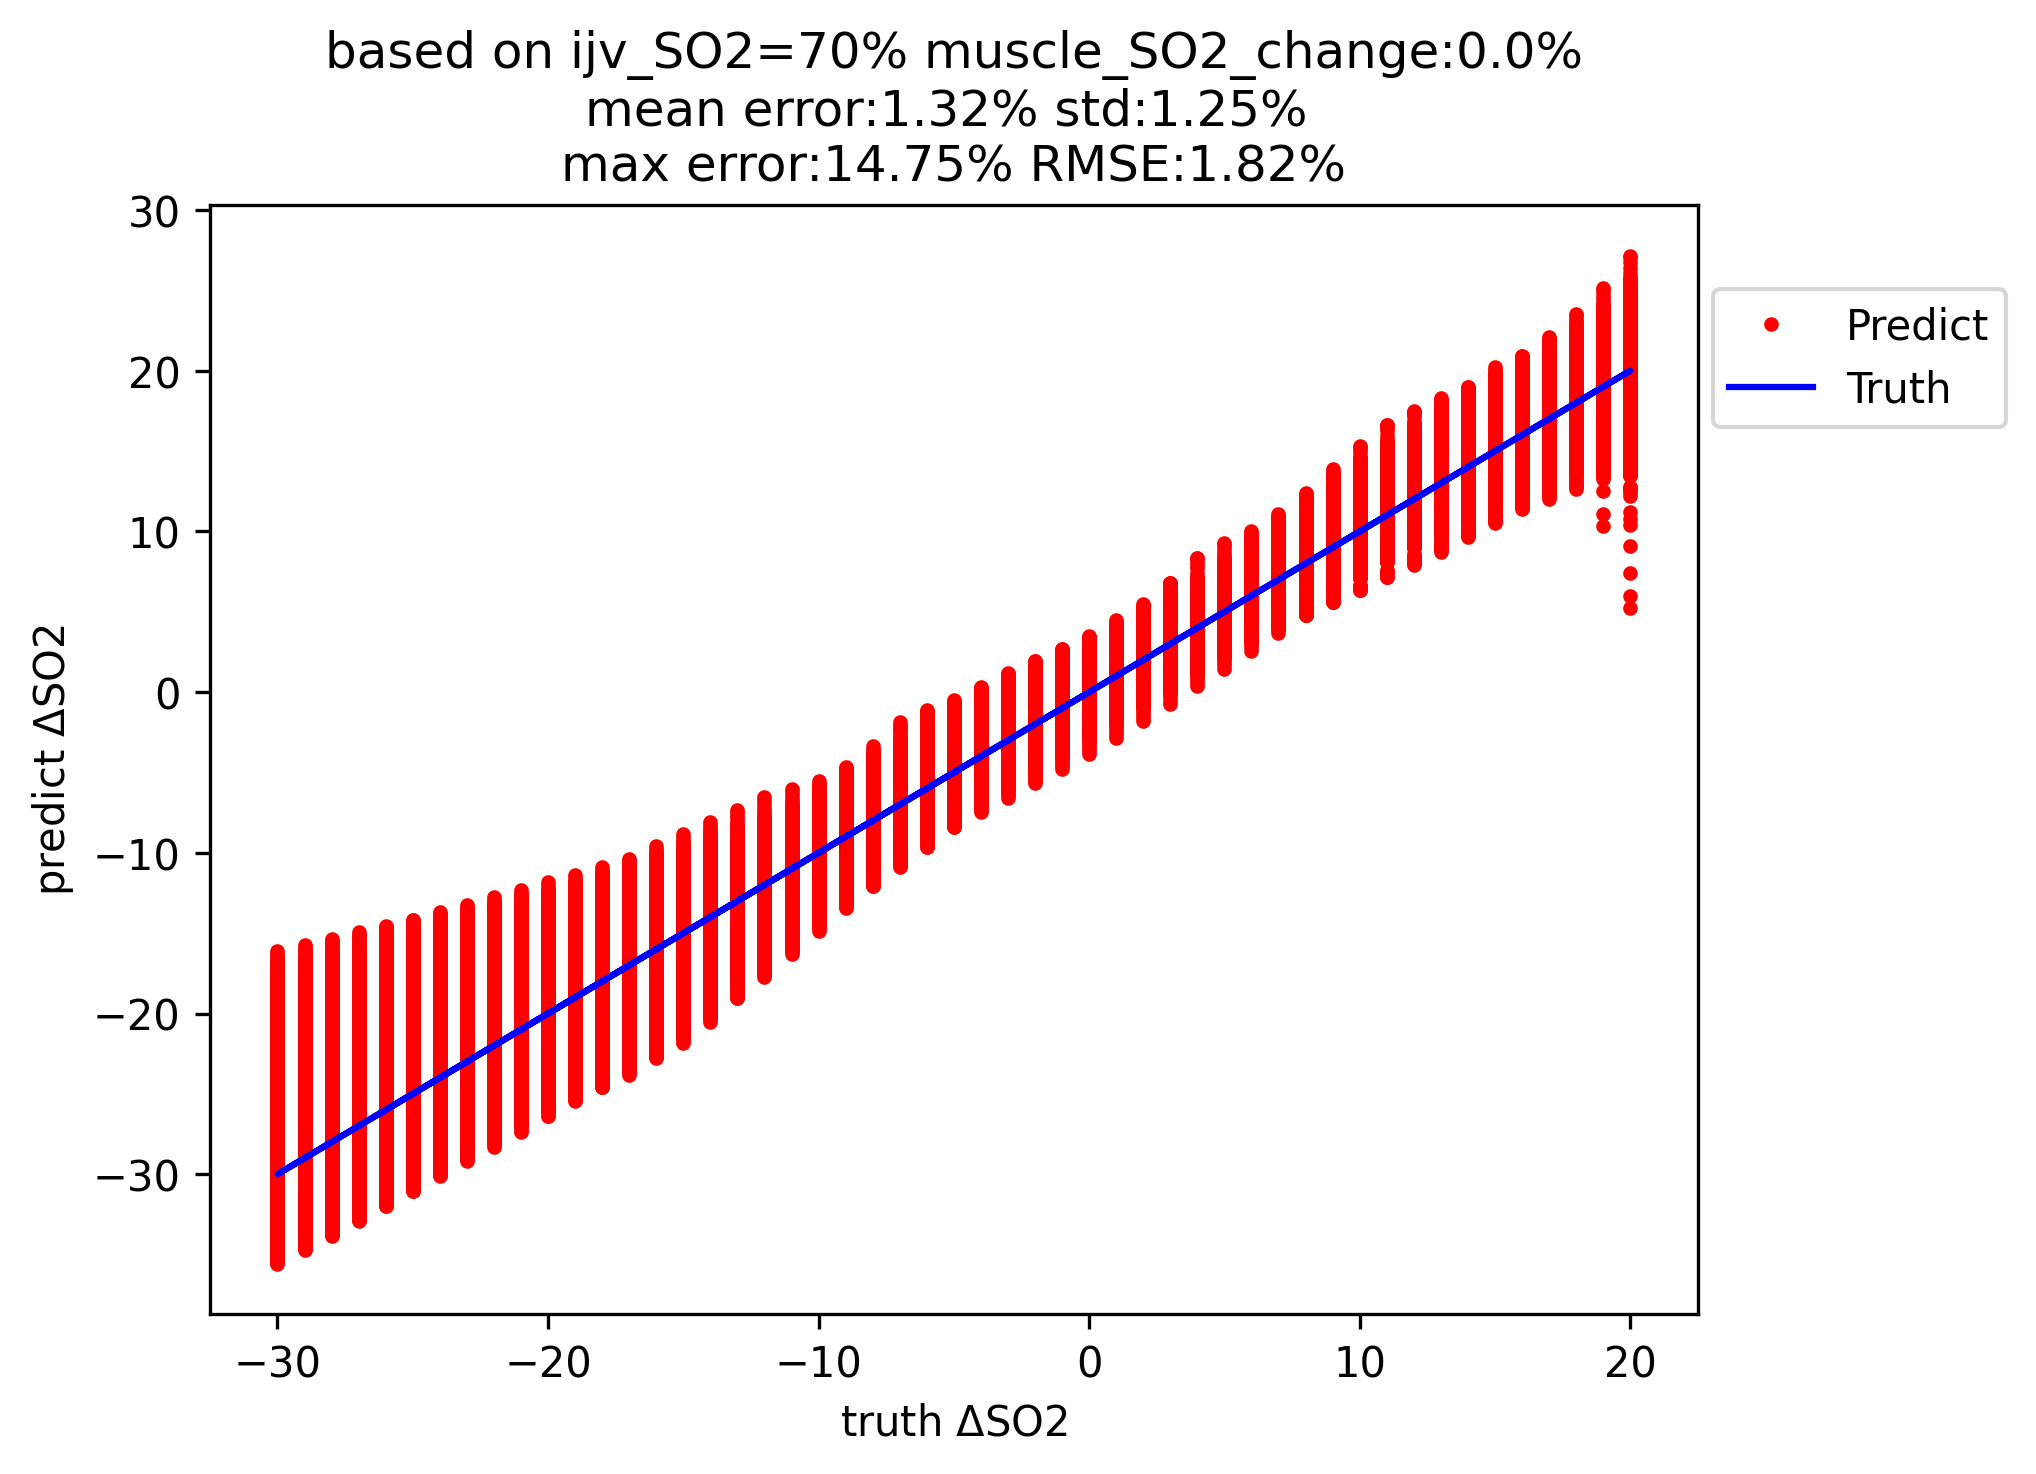 based on ijv_SO2=70% muscle_SO2_change:0.0%
mean error:1.32% std:1.25%
max error:14.75% RMSE:1.82%
30
20
10
0
−10
−20
−30
predict ΔSO2
−30
−20
−10
0
10
20
truth ΔSO2
Predict
Truth